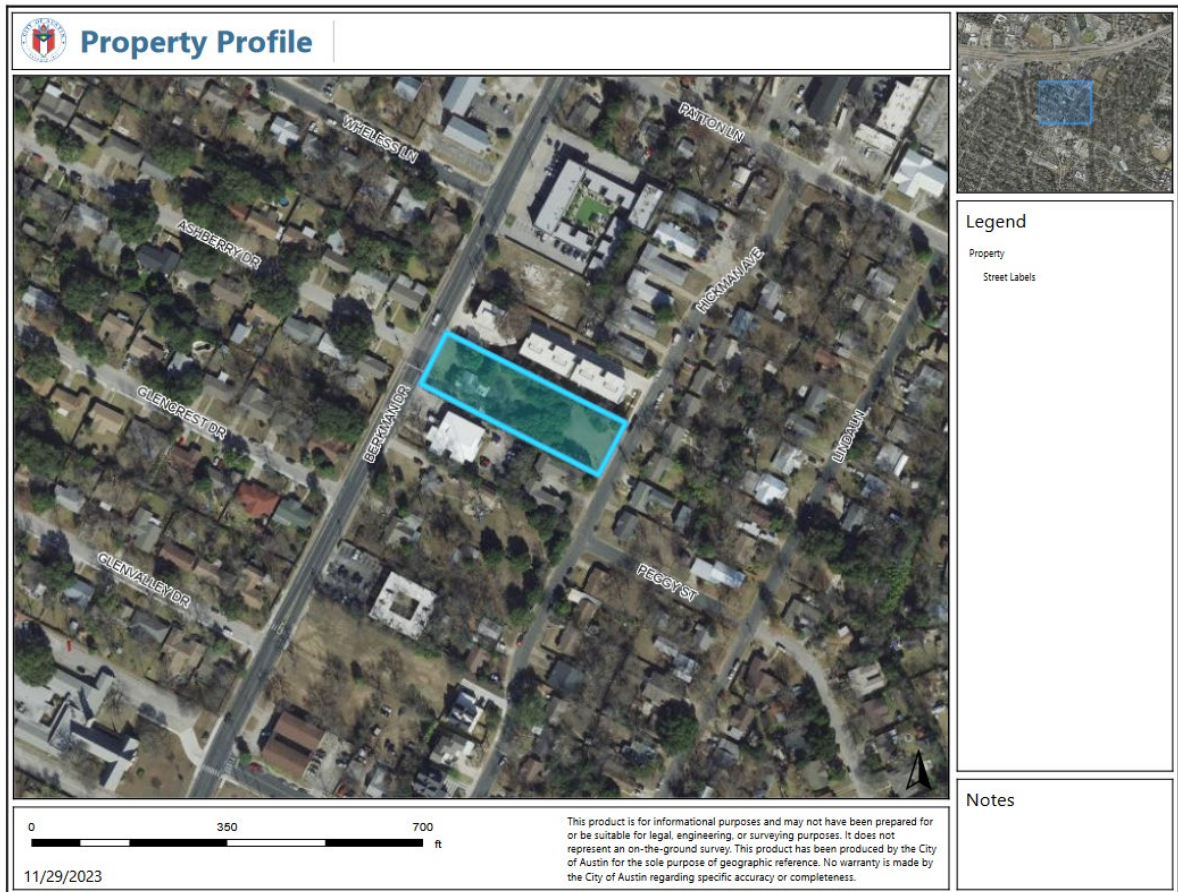 Property Profile
CITY OF AUSTIN
PATTON LN
WHELESS LN
ASHBERRY DR
HICKMAN AVE
GLENCREST DR
BERKMAN DR
LINDA LN
GLENVALLEY DR
PEGGY ST
Legend
Property
Street Labels
Notes
0 350 700
ft
11/29/2023
This product is for informational purposes and may not have been prepared for
or be suitable for legal, engineering, or surveying purposes. It does not
represent an on-the-ground survey. This product has been produced by the City
of Austin for the sole purpose of geographic reference. No warranty is made by
the City of Austin regarding specific accuracy or completeness.